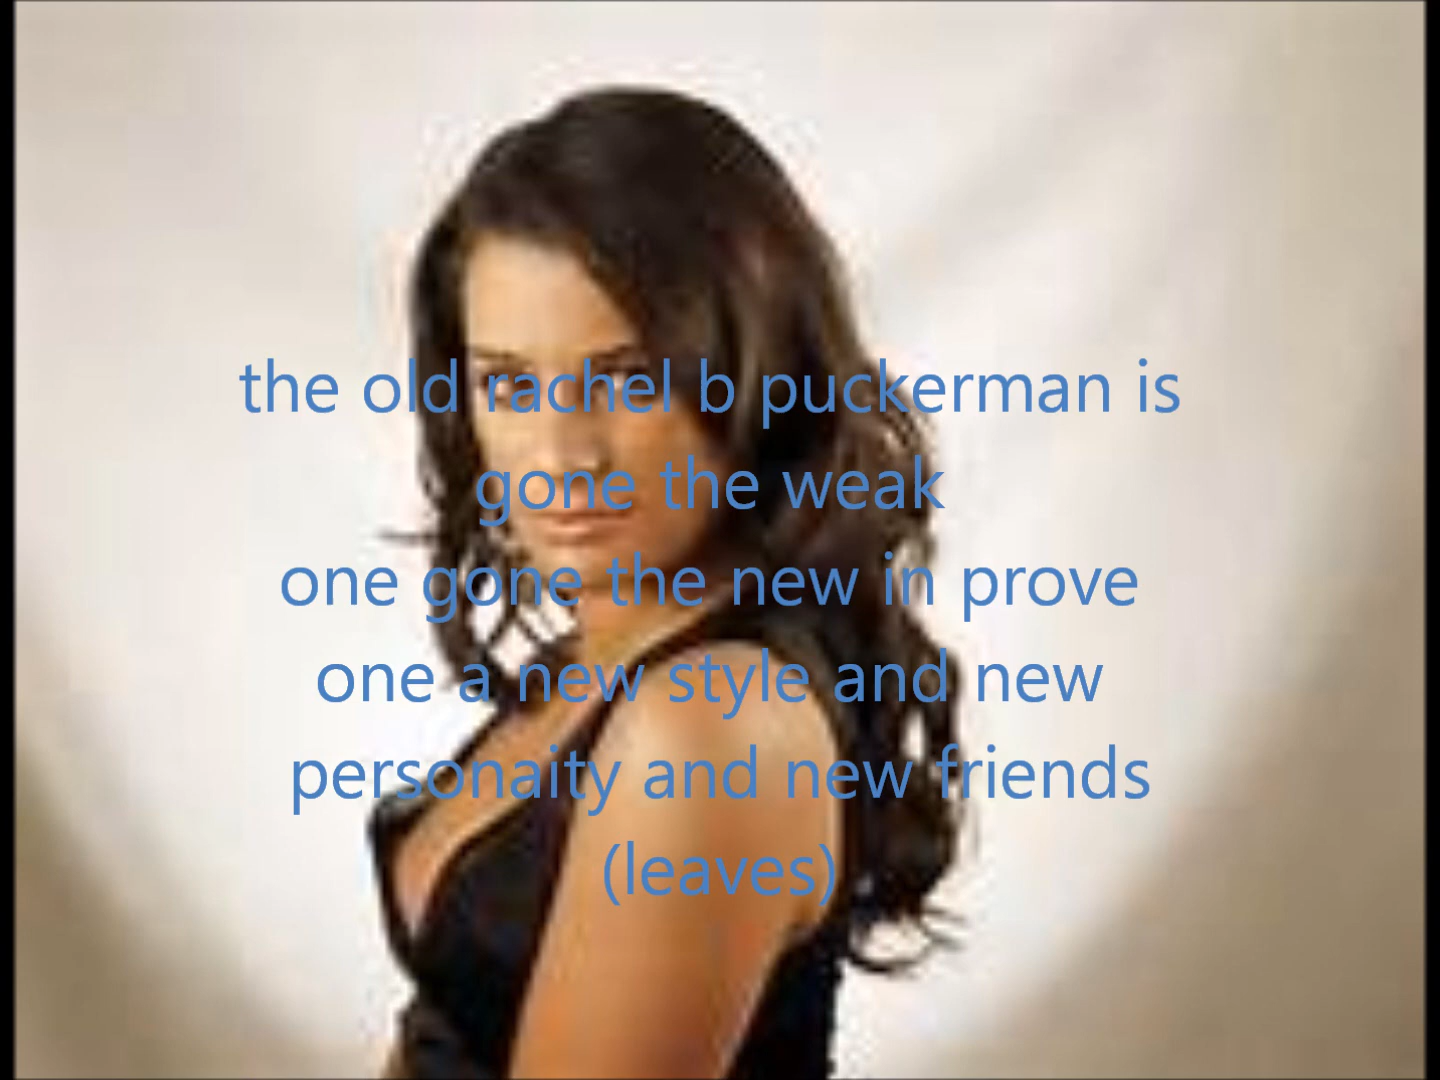 the old rachel b puckerman is
gone the weak
one gone the new in prove
one a new style and new
personaity and new friends
(leaves)